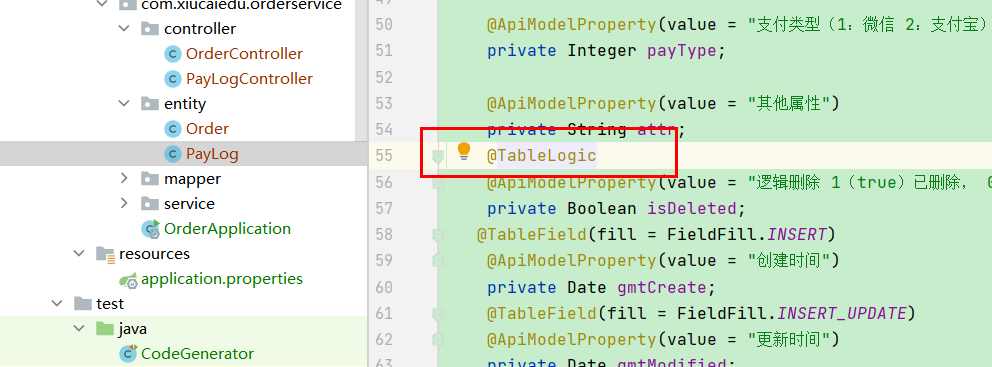 com.xiucaiedu.orderservice
controller
OrderController
PayLogController
entity
Order
PayLog
mapper
service
OrderApplication
resources
application.properties
test
java
CodeGenerator
50 @ApiModelProperty(value = "支付类型（1：微信 2：支付宝）
51 private Integer payType;
52
53 @ApiModelProperty(value = "其他属性")
54 private String attr;
55 @TableLogic
56 @ApiModelProperty(value = "逻辑删除 1（true）已删除，
57 private Boolean isDeleted;
58 @TableField(fill = FieldFill.INSERT)
59 @ApiModelProperty(value = "创建时间")
60 private Date gmtCreate;
61 @TableField(fill = FieldFill.INSERT_UPDATE)
62 @ApiModelProperty(value = "更新时间")
63 private Date gmtModified;